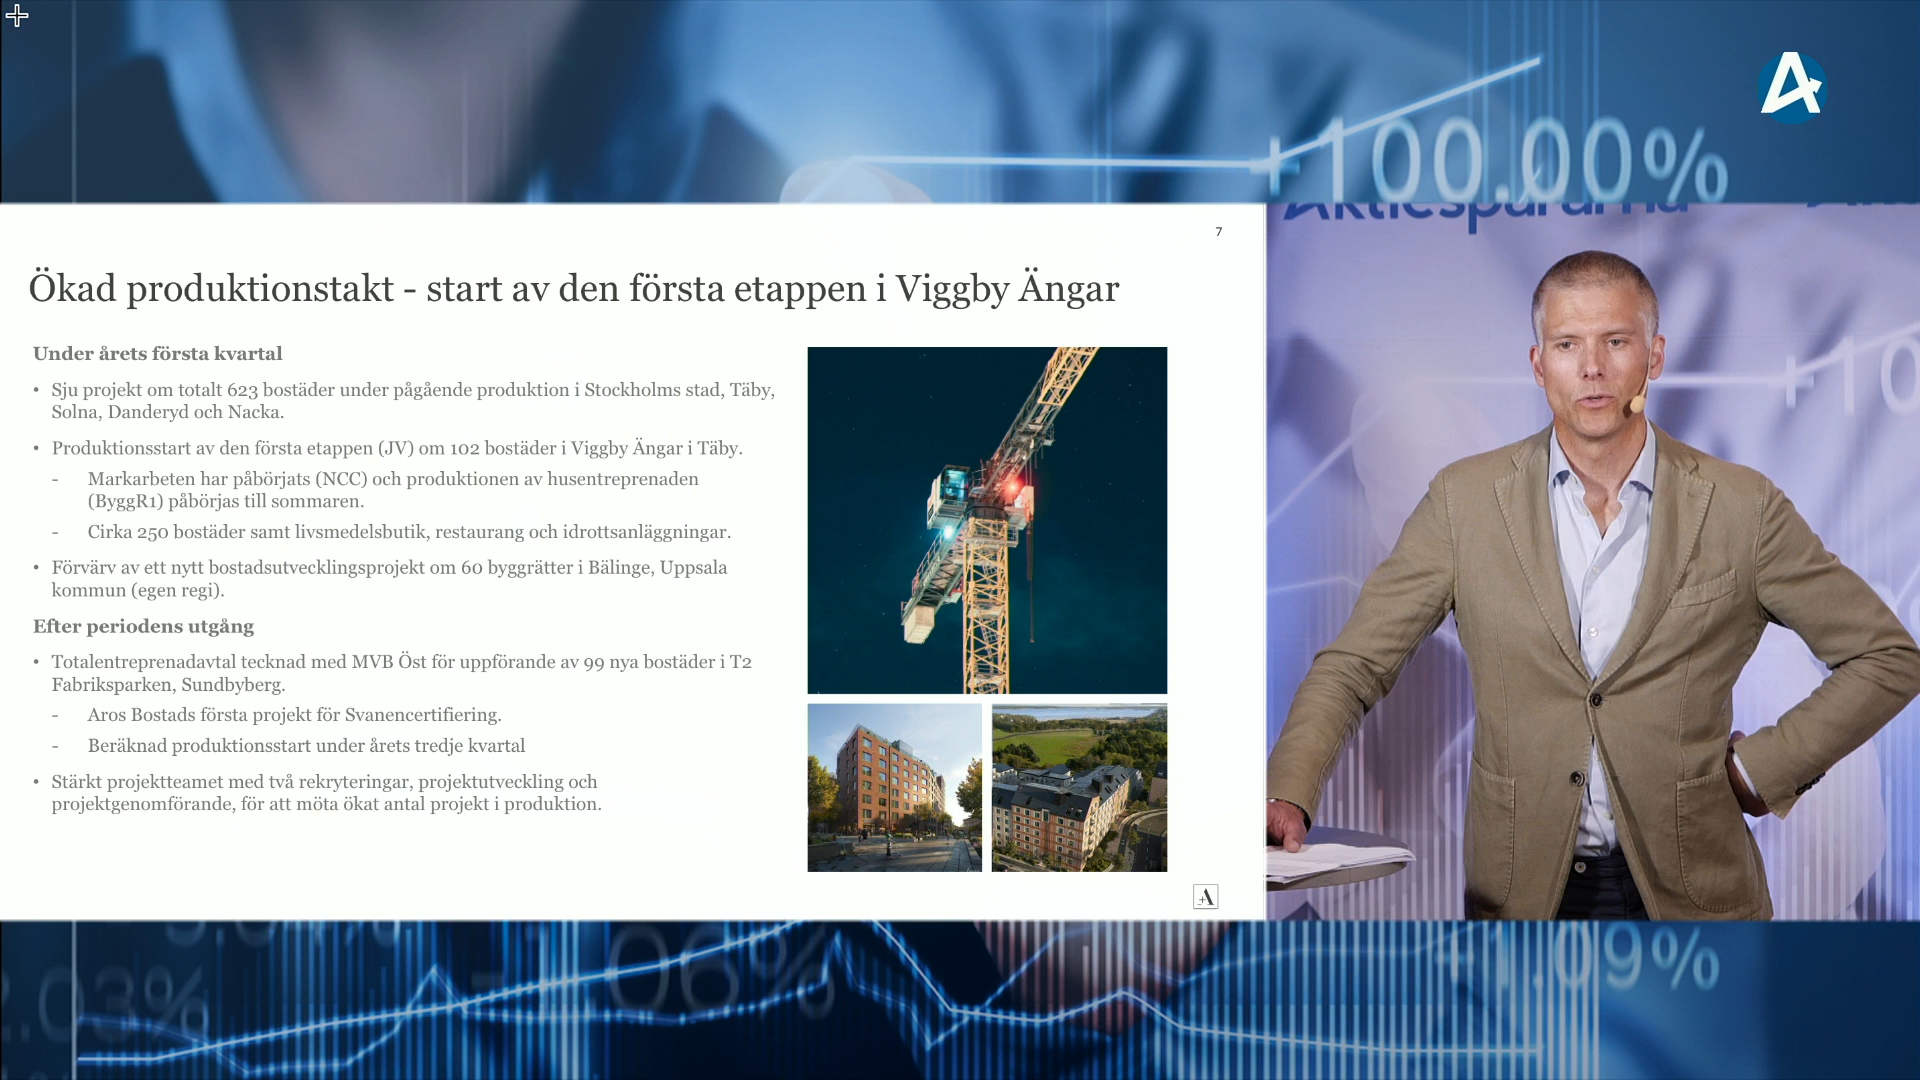 +100.00%
Aktiespararna
7
Ökad produktionstakt - start av den första etappen i Viggby Ängar
Under årets första kvartal
• Sju projekt om totalt 623 bostäder under pågående produktion i Stockholms stad, Täby,
Solna, Danderyd och Nacka.
• Produktionsstart av den första etappen (JV) om 102 bostäder i Viggby Ängar i Täby.
- Markarbeten har påbörjats (NCC) och produktionen av husentreprenaden
(ByggR1) påbörjas till sommaren.
- Cirka 250 bostäder samt livsmedelsbutik, restaurang och idrottsanläggningar.
• Förvärv av ett nytt bostadsutvecklingsprojekt om 60 byggrätter i Bälinge, Uppsala
kommun (egen regi).
Efter periodens utgång
• Totalentreprenadavtal tecknad med MVB Öst för uppförande av 99 nya bostäder i T2
Fabriksparken, Sundbyberg.
- Aros Bostads första projekt för Svanencertifiering.
- Beräknad produktionsstart under årets tredje kvartal
• Stärkt projektteamet med två rekryteringar, projektutveckling och
projektgenomförande, för att möta ökat antal projekt i produktion.
+10
A
+1.09%